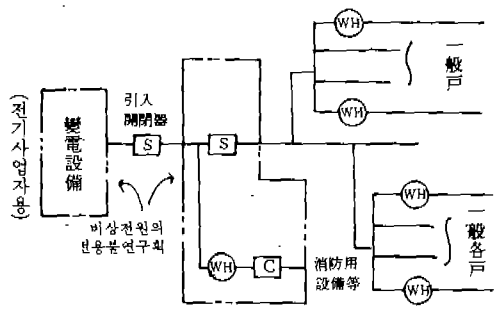 (전기사업자용)
變電設備
引入
開閉器
S
비상전원의
전용불연구획
S
WH
C
消防用
設備等
WH
一般戸
WH
WH
一般各戸
WH